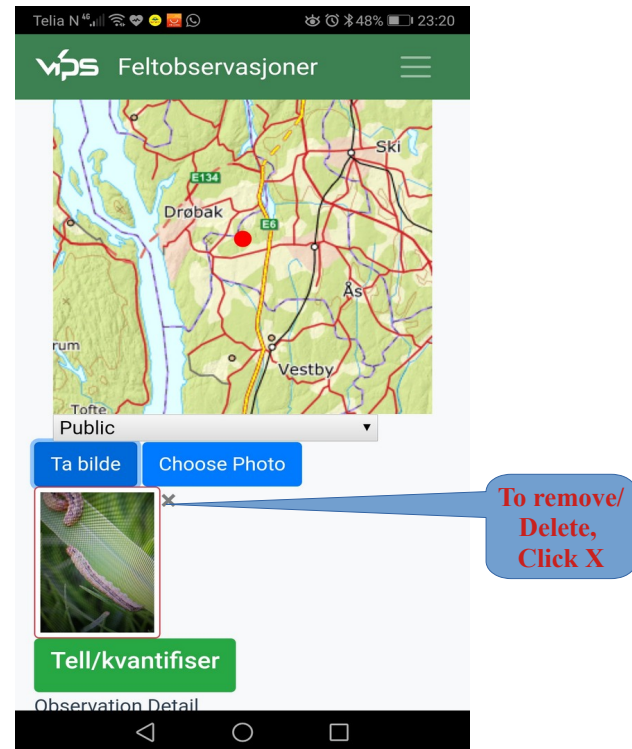 Telia N 4G 48% 23:20
VIPS Feltobservasjoner
Ski
E134
Drøbak
E6
Ås
rum
Vestby
Tofte
Public
Ta bilde Choose Photo
To remove/
Delete,
Click X
Tell/kvantifiser
Observation Detail